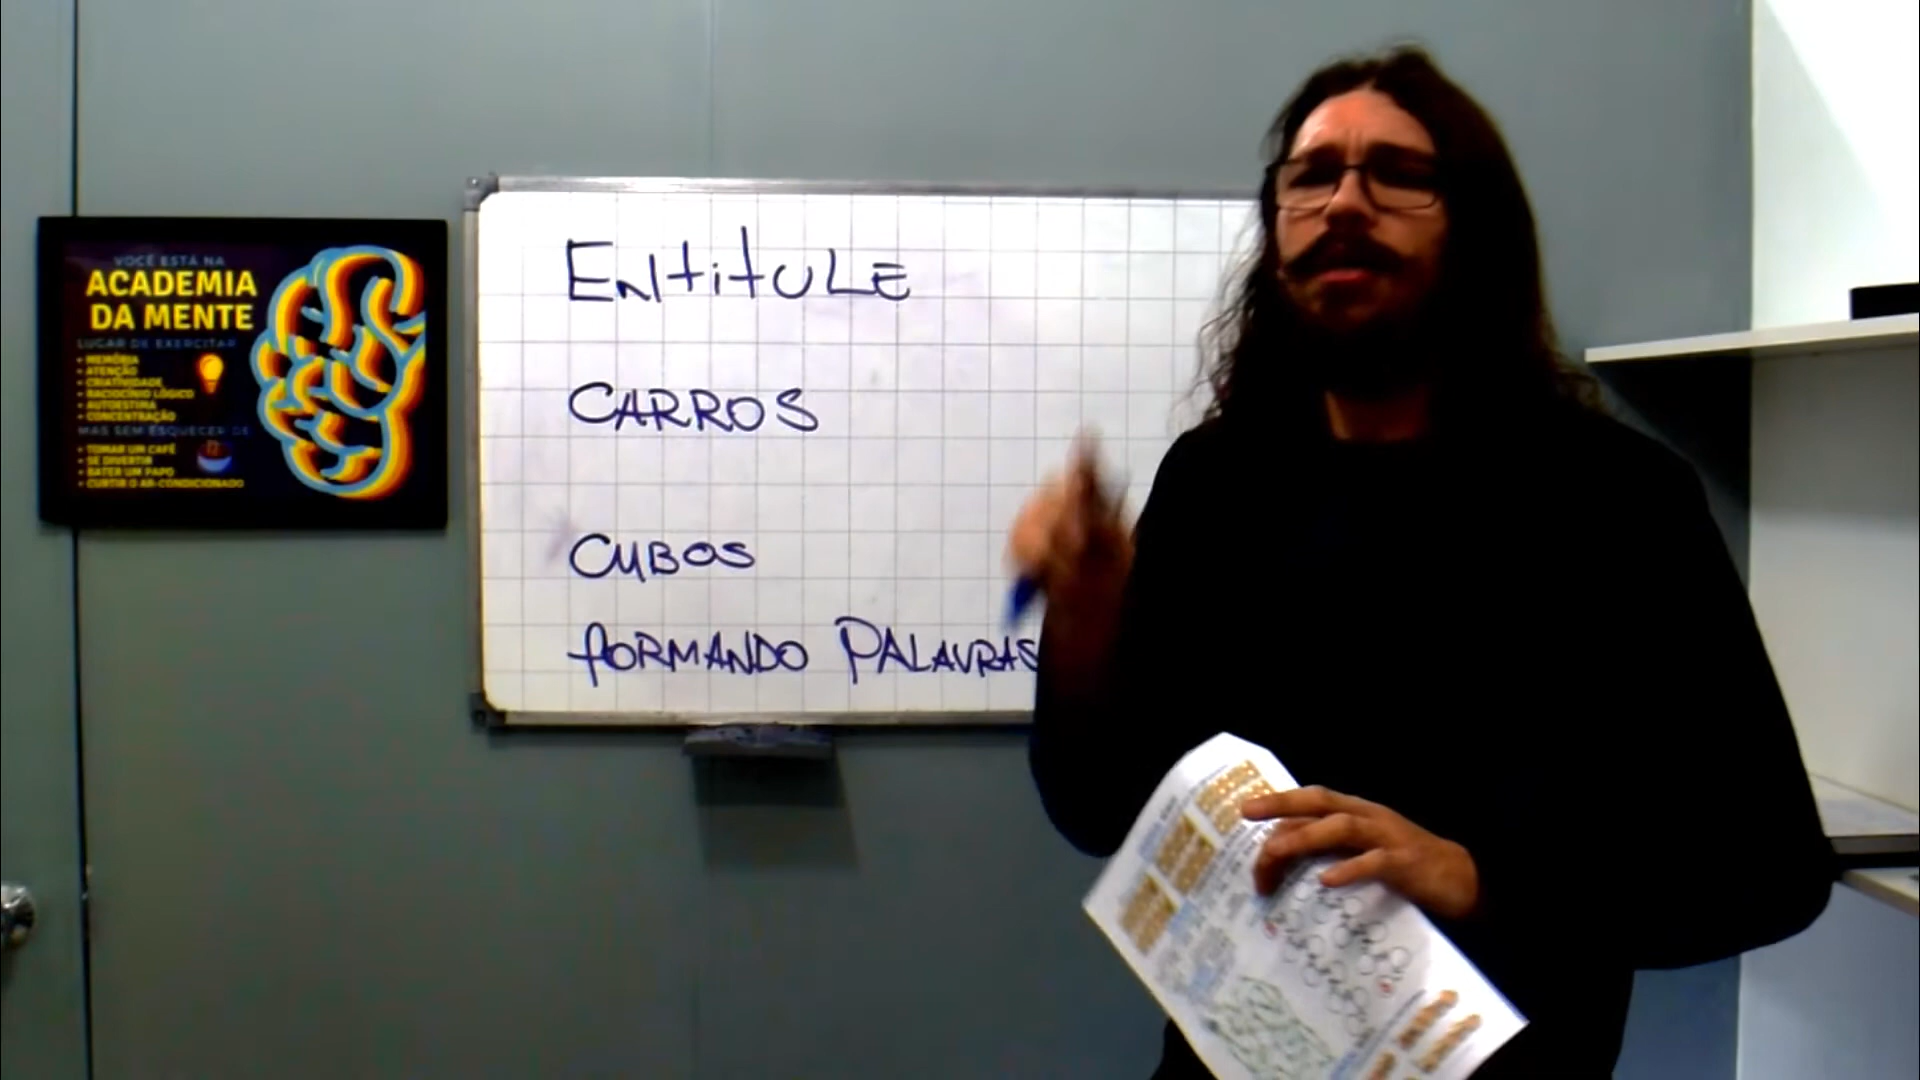 VOCÊ ESTÁ NA
ACADEMIA
DA MENTE
LUGAR DE EXERCITAR
• MEMÓRIA
• ATENÇÃO
• CRIATIVIDADE
• RACIOCÍNIO LÓGICO
• AUTOESTIMA
• CONCENTRAÇÃO
MAS SEM ESQUECER DE
• TOMAR UM CAFÉ
• SE DIVERTIR
• BATER UM PAPO
• CURTIR O AR-CONDICIONADO
ENtitULE
CARROS
CUBOS
fORMANDO PALAVRAS